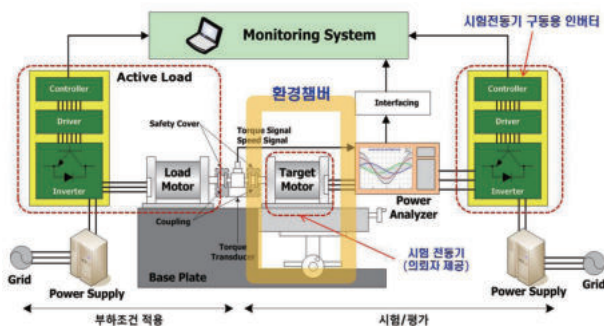 시험전동기 구동용 인버터
Monitoring System
Active Load
Controller
Driver
Inverter
Safety Cover
Torque Signal
Speed Signal
환경챔버
Interfacing
Controller
Driver
Inverter
Load
Motor
Target
Motor
Power
Analyzer
Coupling
Torque
Transducer
시험 전동기
(의뢰자 제공)
Grid
Power Supply
Base Plate
Power Supply
Grid
부하조건 적용
시험/평가